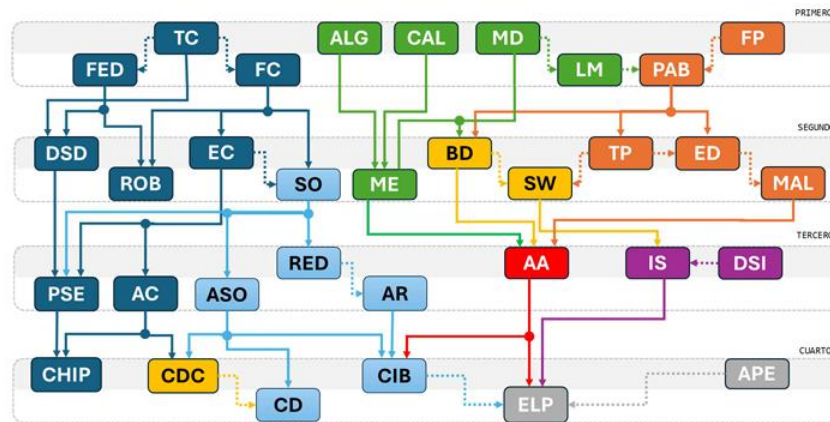 PRIMERO
TC ALG CAL MD FP
FED FC LM PAB
SEGUNDO
DSD EC BD TP ED
ROB SO ME SW MAL
TERCERO
RED AA IS DSI
PSE AC ASO AR
CUARTO
CHIP CDC CIB APE
CD ELP